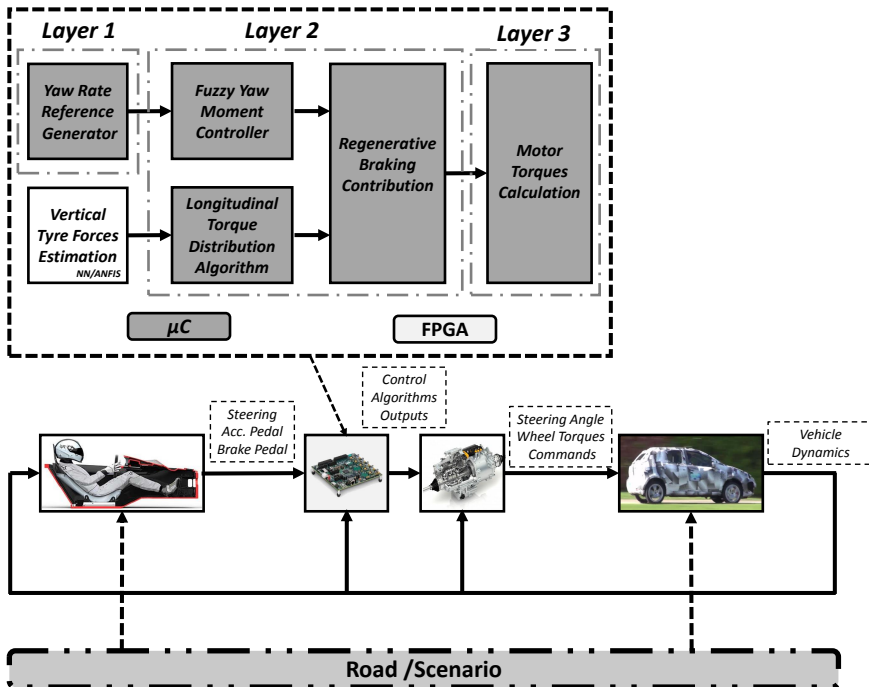 Layer 1
Layer 2
Layer 3
Yaw Rate
Reference
Generator
Fuzzy Yaw
Moment
Controller
Regenerative
Braking
Contribution
Motor
Torques
Calculation
Vertical
Tyre Forces
Estimation
NN/ANFIS
Longitudinal
Torque
Distribution
Algorithm
μC
FPGA
Steering
Acc. Pedal
Brake Pedal
Control
Algorithms
Outputs
Steering Angle
Wheel Torques
Commands
Vehicle
Dynamics
Road /Scenario